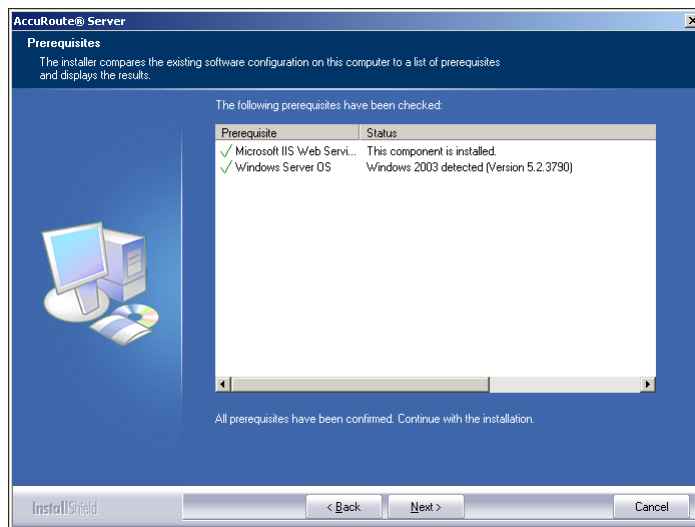 AccuRoute® Server
Prerequisites
The installer compares the existing software configuration on this computer to a list of prerequisites
and displays the results.
The following prerequisites have been checked:
Prerequisite Status
Microsoft IIS Web Servi... This component is installed.
Windows Server OS Windows 2003 detected (Version 5.2.3790)
All prerequisites have been confirmed. Continue with the installation.
InstallShield
< Back Next > Cancel